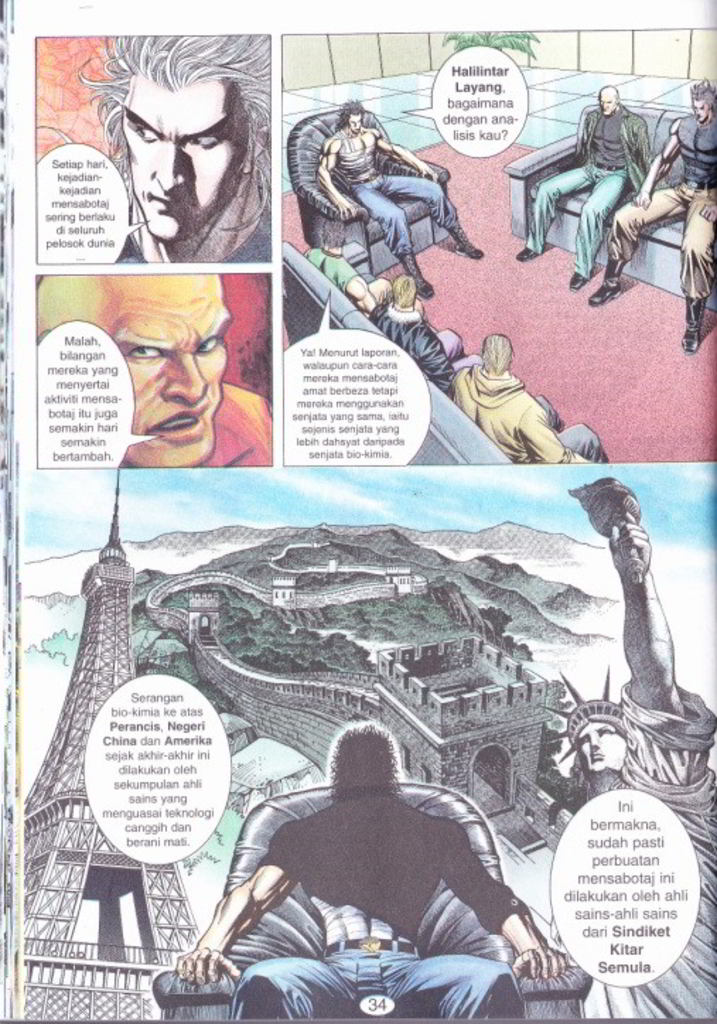 Setiap hari,
kejadian-
kejadian
mensabotaj
sering berlaku
di seluruh
pelosok dunia
...
Halilintar
Layang,
bagaimana
dengan ana-
lisis kau?
Malah,
bilangan
mereka yang
menyertai
aktiviti mensa-
botaj itu juga
semakin hari
semakin
bertambah.
Ya! Menurut laporan,
walaupun cara-cara
mereka mensabotaj
amat berbeza tetapi
mereka menggunakan
senjata yang sama, iaitu
sejenis senjata yang
lebih dahsyat daripada
senjata bio-kimia.
Serangan
bio-kimia ke atas
Perancis, Negeri
China dan Amerika
sejak akhir-akhir ini
dilakukan oleh
sekumpulan ahli
sains yang
menguasai teknologi
canggih dan
berani mati.
Ini
bermakna,
sudah pasti
perbuatan
mensabotaj ini
dilakukan oleh ahli
sains-ahli sains
dari Sindiket
Kitar
Semula.
34